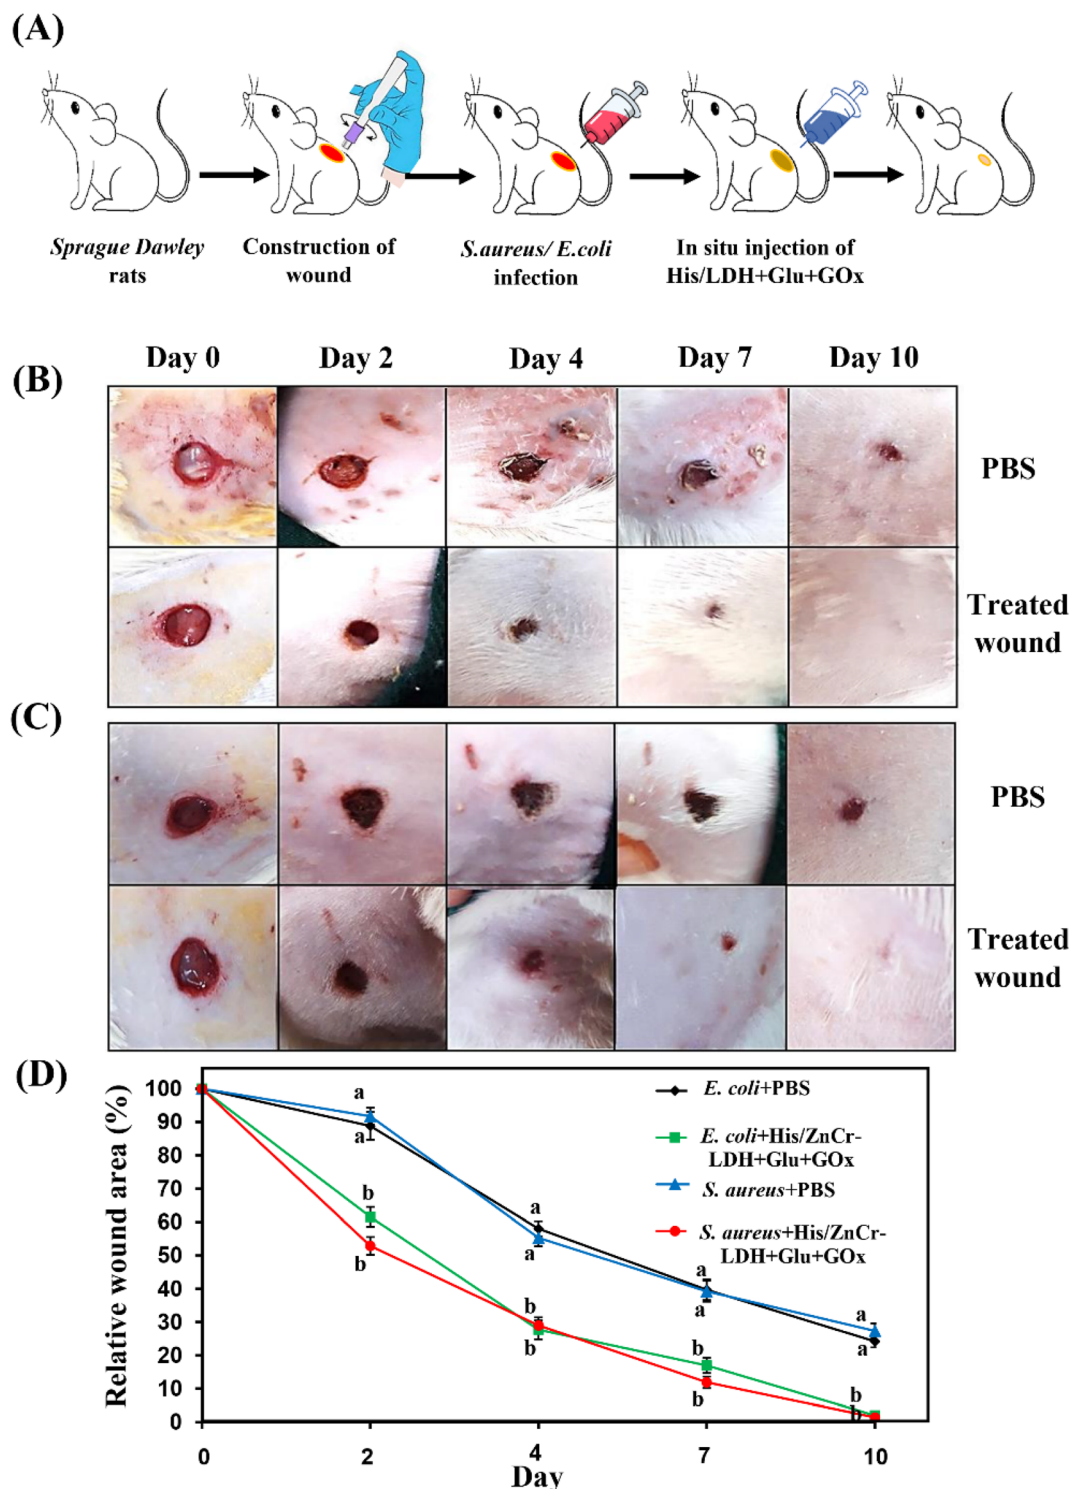 (A)
Sprague Dawley
rats
Construction of
wound
S.aureus/ E.coli
infection
In situ injection of
His/LDH+Glu+GOx
Day 0 Day 2 Day 4 Day 7 Day 10
(B)
PBS
Treated
wound
(C)
PBS
Treated
wound
(D)
Relative wound area (%)
100
90
80
70
60
50
40
30
20
10
0
a
a
b
b
a
a
b
b
a
a
b
b
a
a
b
b
E. coli+PBS
E. coli+His/ZnCr-
LDH+Glu+GOx
S. aureus+PBS
S. aureus+His/ZnCr-
LDH+Glu+GOx
0 2 4 7 10
Day